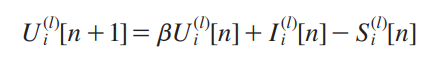 U_i^{(l)}[n+1] = βU_i^{(l)}[n] + I_i^{(l)}[n] − S_i^{(l)}[n]